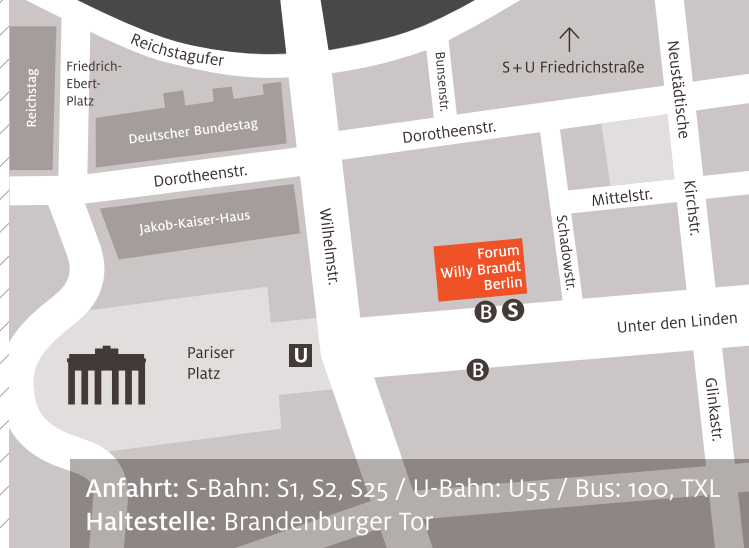 Reichstagufer
S + U Friedrichstraße
Neustädtische
Kirchstr.
Bunsenstr.
Friedrich-
Ebert-
Platz
Reichstag
Deutscher Bundestag
Dorotheenstr.
Dorotheenstr.
Mittelstr.
Jakob-Kaiser-Haus
Wilhelmstr.
Schadowstr.
Forum
Willy Brandt
Berlin
B S
Unter den Linden
U
Pariser
Platz
B
Glinkastr.
Anfahrt: S-Bahn: S1, S2, S25 / U-Bahn: U55 / Bus: 100, TXL
Haltestelle: Brandenburger Tor